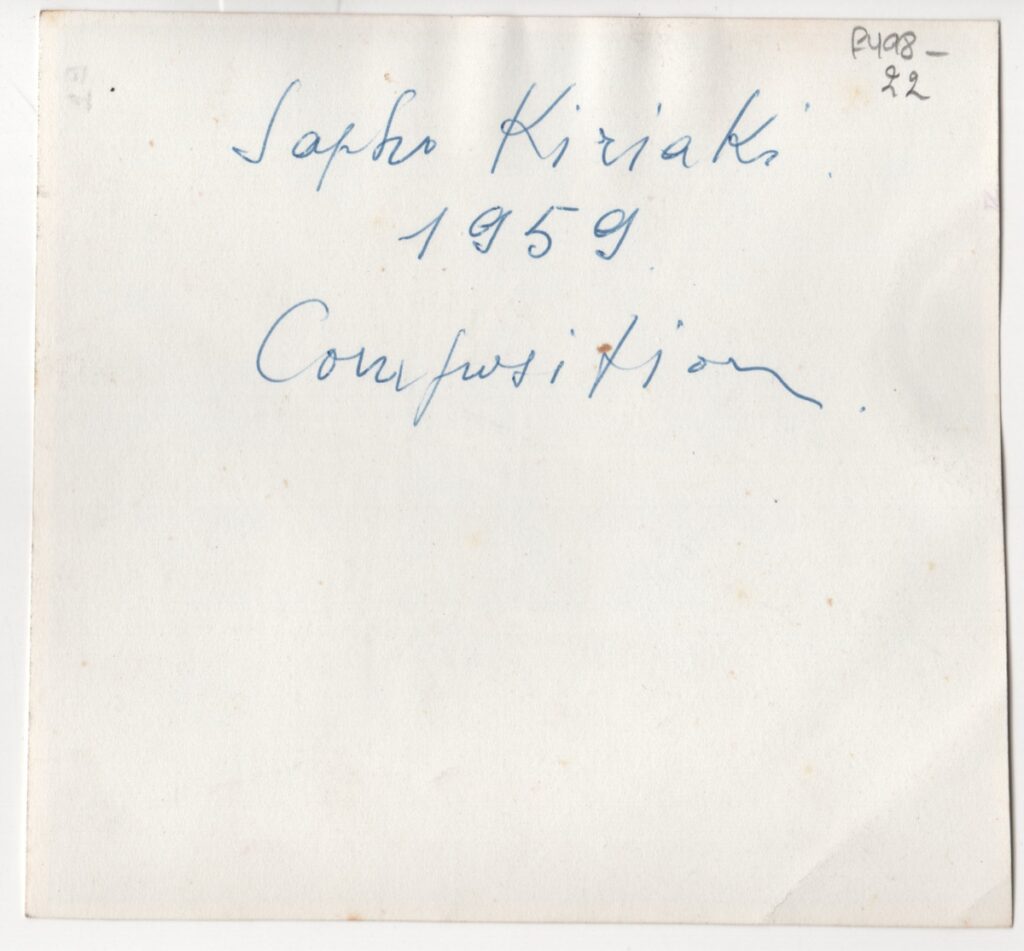 F498-
22
Sapho Kiriaki.
1959.
Composition.